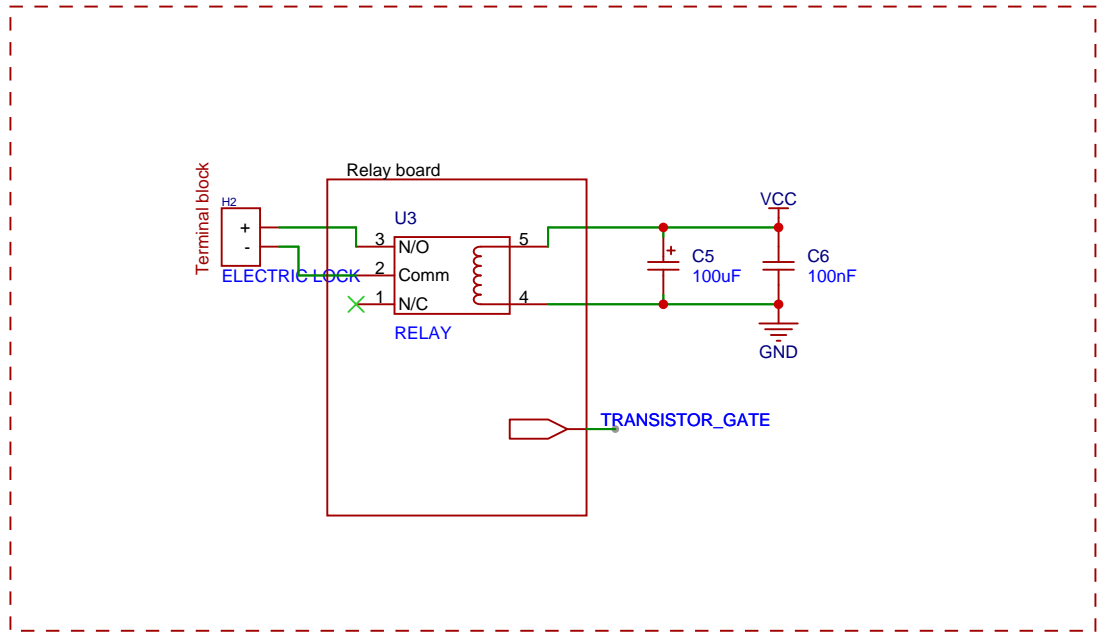 Relay board
Terminal block
H2
+
-
ELECTRIC LOCK
U3
3
N/O
2
Comm
1
N/C
5
4
RELAY
VCC
+
C5
100uF
C6
100nF
GND
TRANSISTOR_GATE